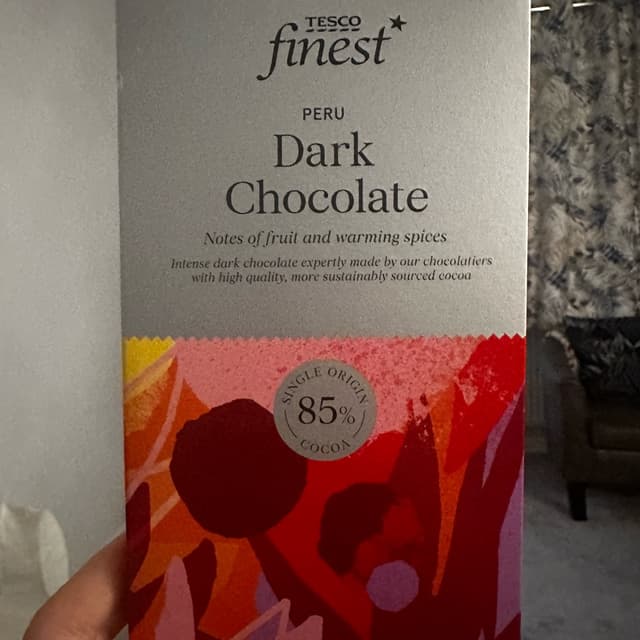 TESCO
finest*
PERU
Dark
Chocolate
Notes of fruit and warming spices
Intense dark chocolate expertly made by our chocolatiers
with high quality, more sustainably sourced cocoa
SINGLE ORIGIN
85%
COCOA